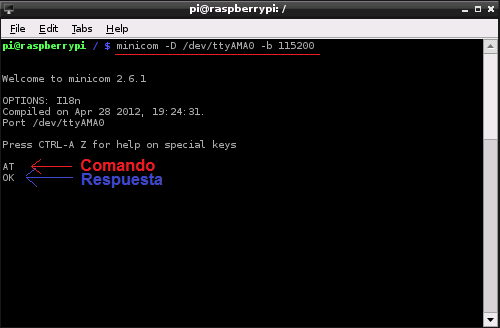 pi@raspberrypi: /
File Edit Tabs Help
pi@raspberrypi / $ minicom -D /dev/ttyAMA0 -b 115200
Welcome to minicom 2.6.1
OPTIONS: I18n
Compiled on Apr 28 2012, 19:24:31.
Port /dev/ttyAMA0
Press CTRL-A Z for help on special keys
AT Comando
OK Respuesta